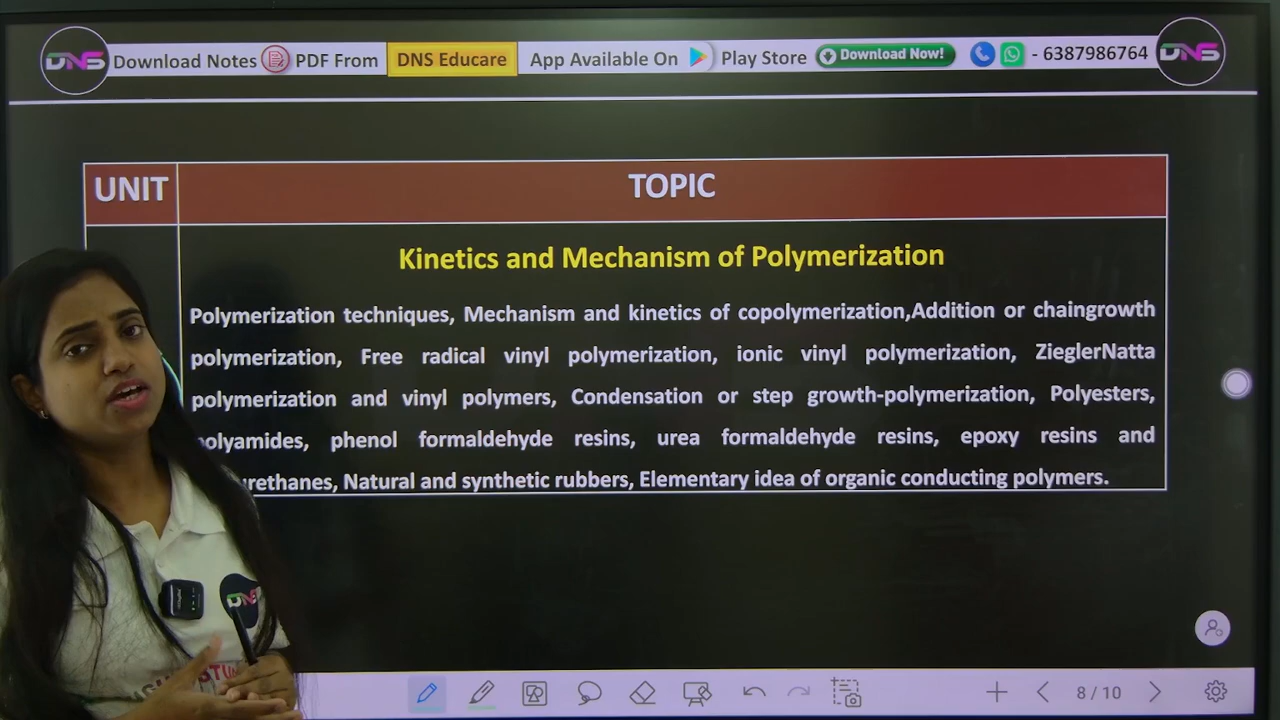 DNS Download Notes PDF From DNS Educare App Available On Play Store Download Now! - 6387986764 DNS
UNIT TOPIC
Kinetics and Mechanism of Polymerization
Polymerization techniques, Mechanism and kinetics of copolymerization,Addition or chaingrowth
polymerization, Free radical vinyl polymerization, ionic vinyl polymerization, ZieglerNatta
polymerization and vinyl polymers, Condensation or step growth-polymerization, Polyesters,
olyamides, phenol formaldehyde resins, urea formaldehyde resins, epoxy resins and
urethanes, Natural and synthetic rubbers, Elementary idea of organic conducting polymers.
DNS
8 / 10